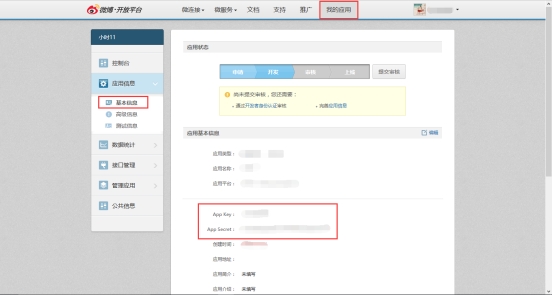 微博·开放平台
微连接
微服务
文档
支持
推广
我的应用
应用状态
开发
审核
上线
提交审核
尚未提交审核，您还需要：
通过开发者身份认证审核
完善应用信息
控制台
应用信息
基本信息
高级信息
测试信息
数据统计
接口管理
管理应用
公共信息
应用基本信息
编辑
应用类型：
应用名称：
应用平台：
App Key：
App Secret：
创建时间：
应用地址：
应用简介： 未填写
应用介绍： 未填写